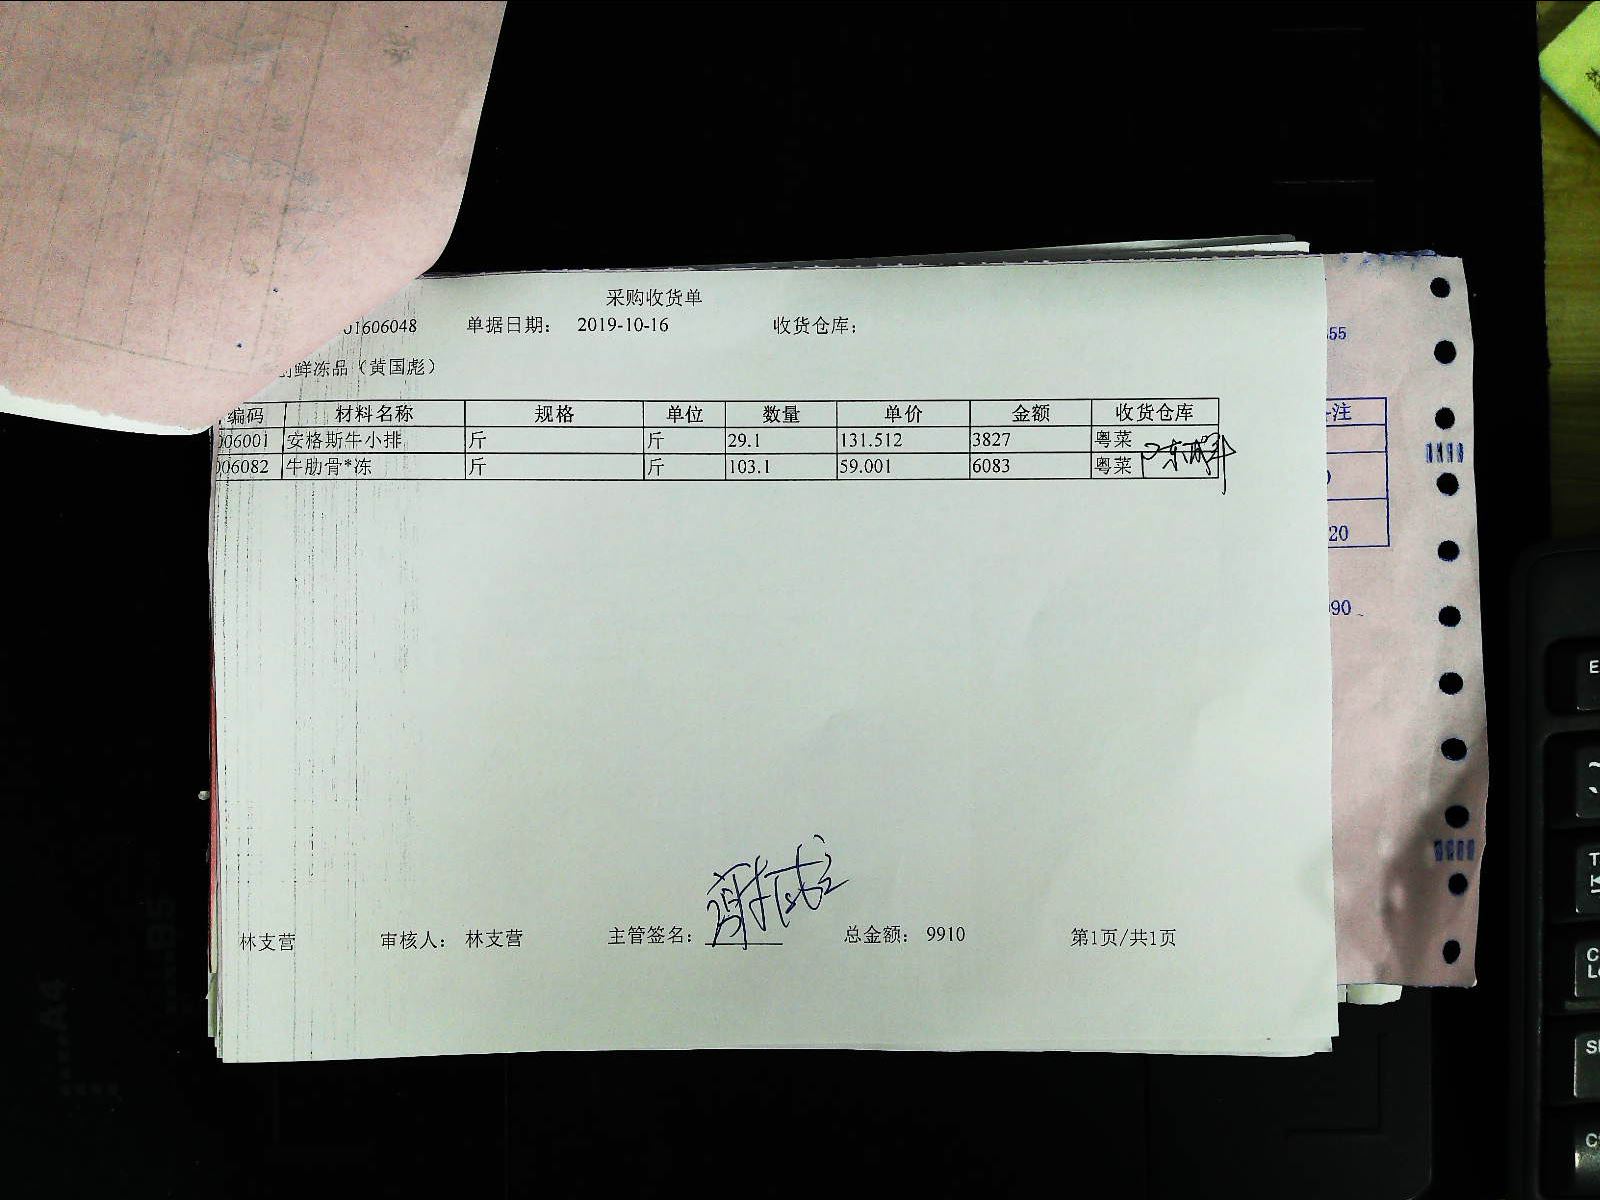 采购收货单
01606048 单据日期： 2019-10-16 收货仓库：
创鲜冻品（黄国彪）
编码 材料名称 规格 单位 数量 单价 金额 收货仓库
006001 安格斯牛小排 斤 斤 29.1 131.512 3827 粤菜
006082 牛肋骨*冻 斤 斤 103.1 59.001 6083 粤菜
林支营 审核人： 林支营 主管签名： 总金额： 9910 第1页/共1页
注
20
90